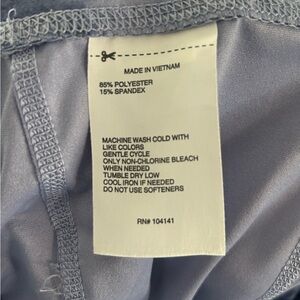 MADE IN VIETNAM
85% POLYESTER
15% SPANDEX
MACHINE WASH COLD WITH
LIKE COLORS
GENTLE CYCLE
ONLY NON-CHLORINE BLEACH
WHEN NEEDED
TUMBLE DRY LOW
COOL IRON IF NEEDED
DO NOT USE SOFTENERS
RN# 104141